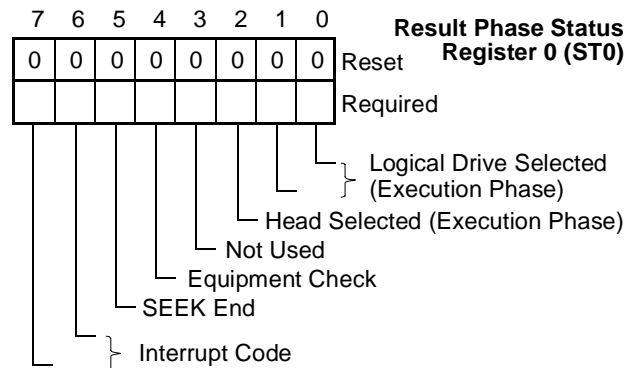 7 6 5 4 3 2 1 0
Result Phase Status
Register 0 (ST0)
0 0 0 0 0 0 0 0 Reset
Required
Logical Drive Selected
(Execution Phase)
Head Selected (Execution Phase)
Not Used
Equipment Check
SEEK End
Interrupt Code